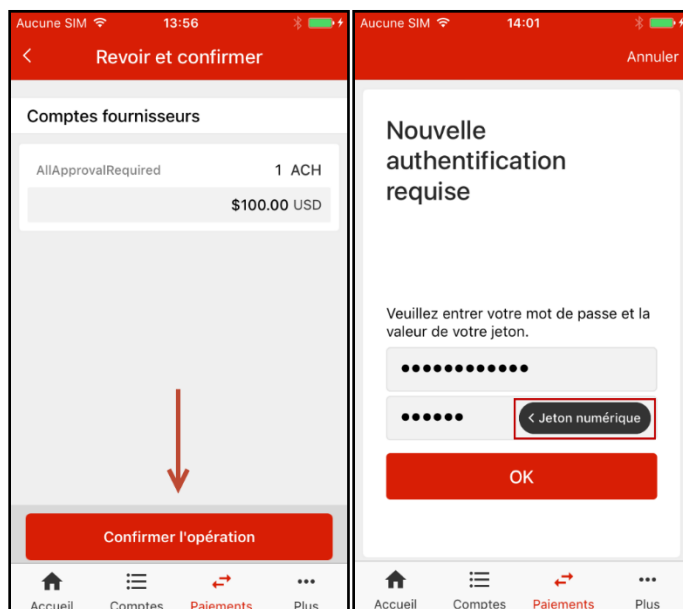 Aucune SIM 13:56
Revoir et confirmer
Comptes fournisseurs
AllApprovalRequired 1 ACH
$100.00 USD
Confirmer l'opération
Accueil Comptes Paiements Plus
Aucune SIM 14:01
Annuler
Nouvelle
authentification
requise
Veuillez entrer votre mot de passe et la
valeur de votre jeton.
< Jeton numérique
OK
Accueil Comptes Paiements Plus